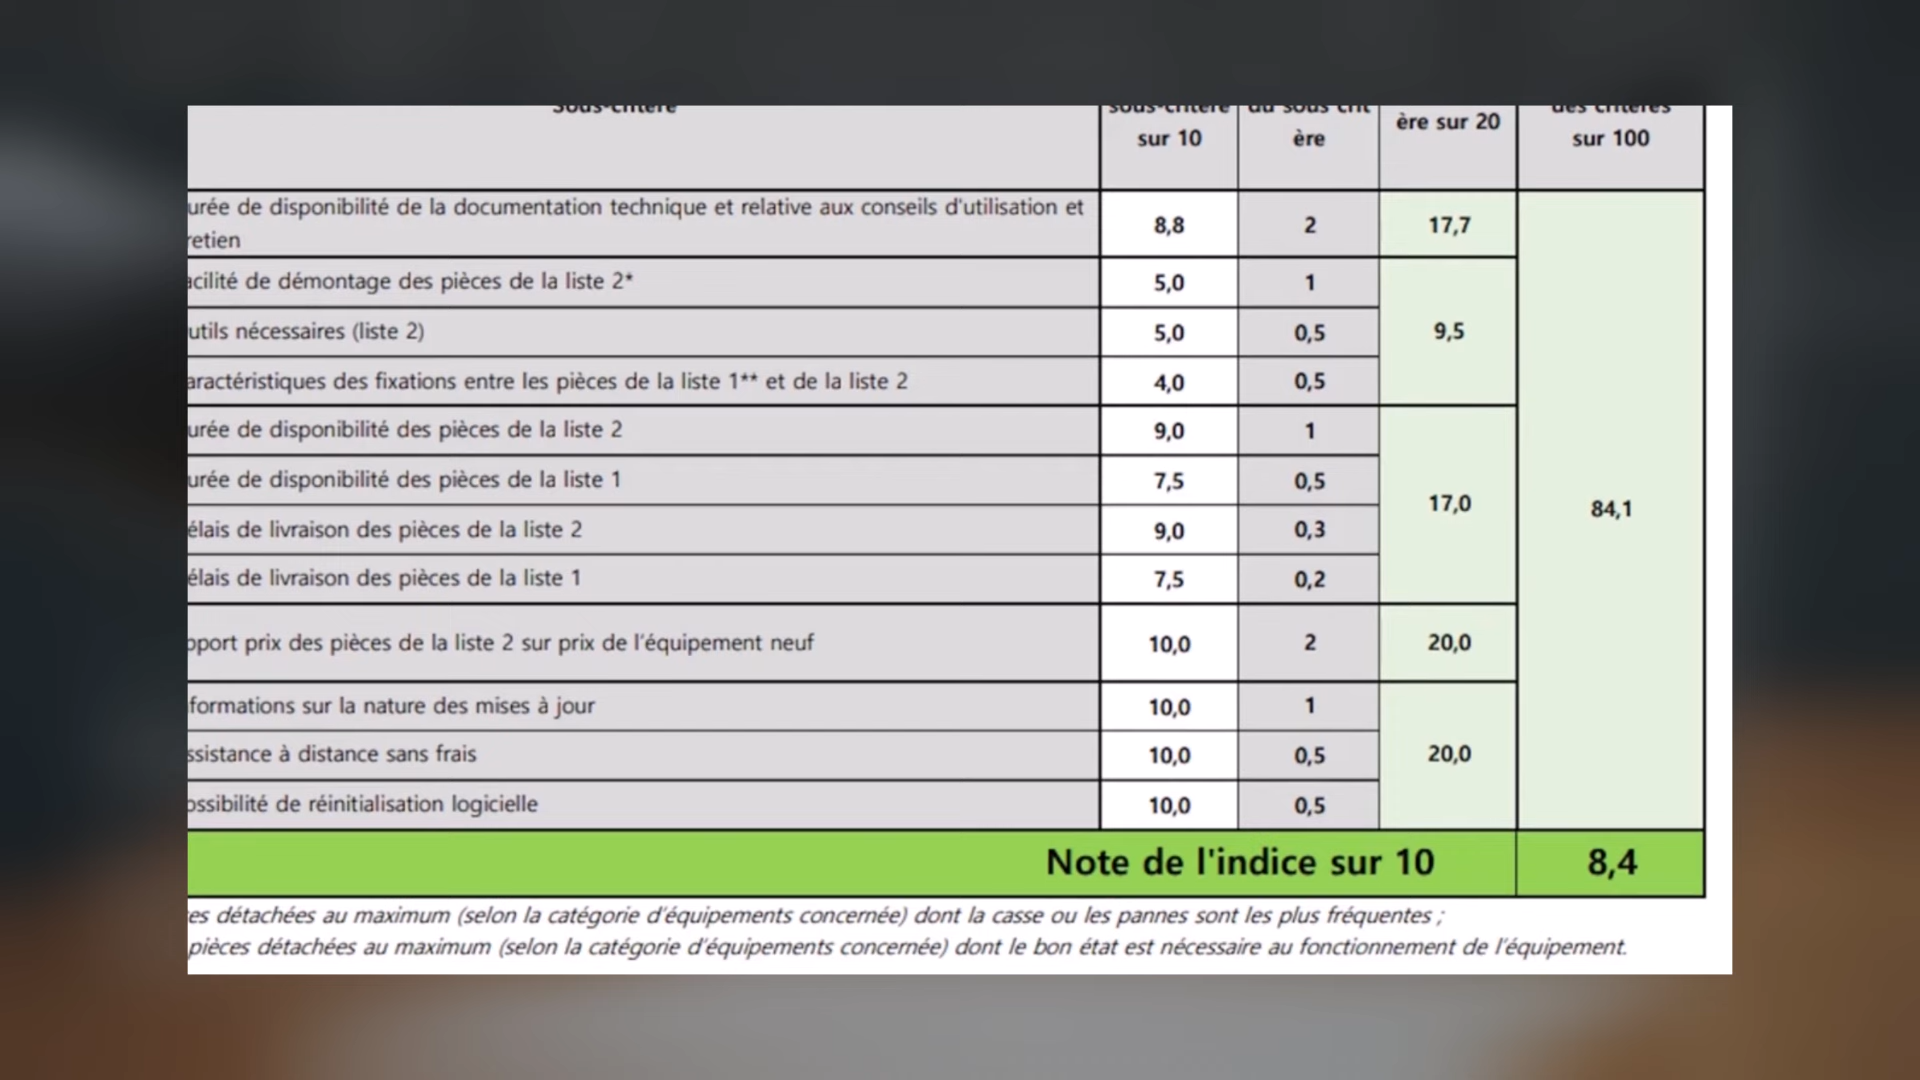 sur 10
ère
ère sur 20
sur 100
urée de disponibilité de la documentation technique et relative aux conseils d'utilisation et
retien
8,8 2 17,7
acilité de démontage des pièces de la liste 2* 5,0 1
utils nécessaires (liste 2) 5,0 0,5 9,5
aractéristiques des fixations entre les pièces de la liste 1** et de la liste 2 4,0 0,5
urée de disponibilité des pièces de la liste 2 9,0 1
urée de disponibilité des pièces de la liste 1 7,5 0,5
17,0 84,1
élais de livraison des pièces de la liste 2 9,0 0,3
élais de livraison des pièces de la liste 1 7,5 0,2
pport prix des pièces de la liste 2 sur prix de l'équipement neuf 10,0 2 20,0
formations sur la nature des mises à jour 10,0 1
ssistance à distance sans frais 10,0 0,5 20,0
ossibilité de réinitialisation logicielle 10,0 0,5
Note de l'indice sur 10 8,4
es détachées au maximum (selon la catégorie d'équipements concernée) dont la casse ou les pannes sont les plus fréquentes ;
pièces détachées au maximum (selon la catégorie d'équipements concernée) dont le bon état est nécessaire au fonctionnement de l'équipement.